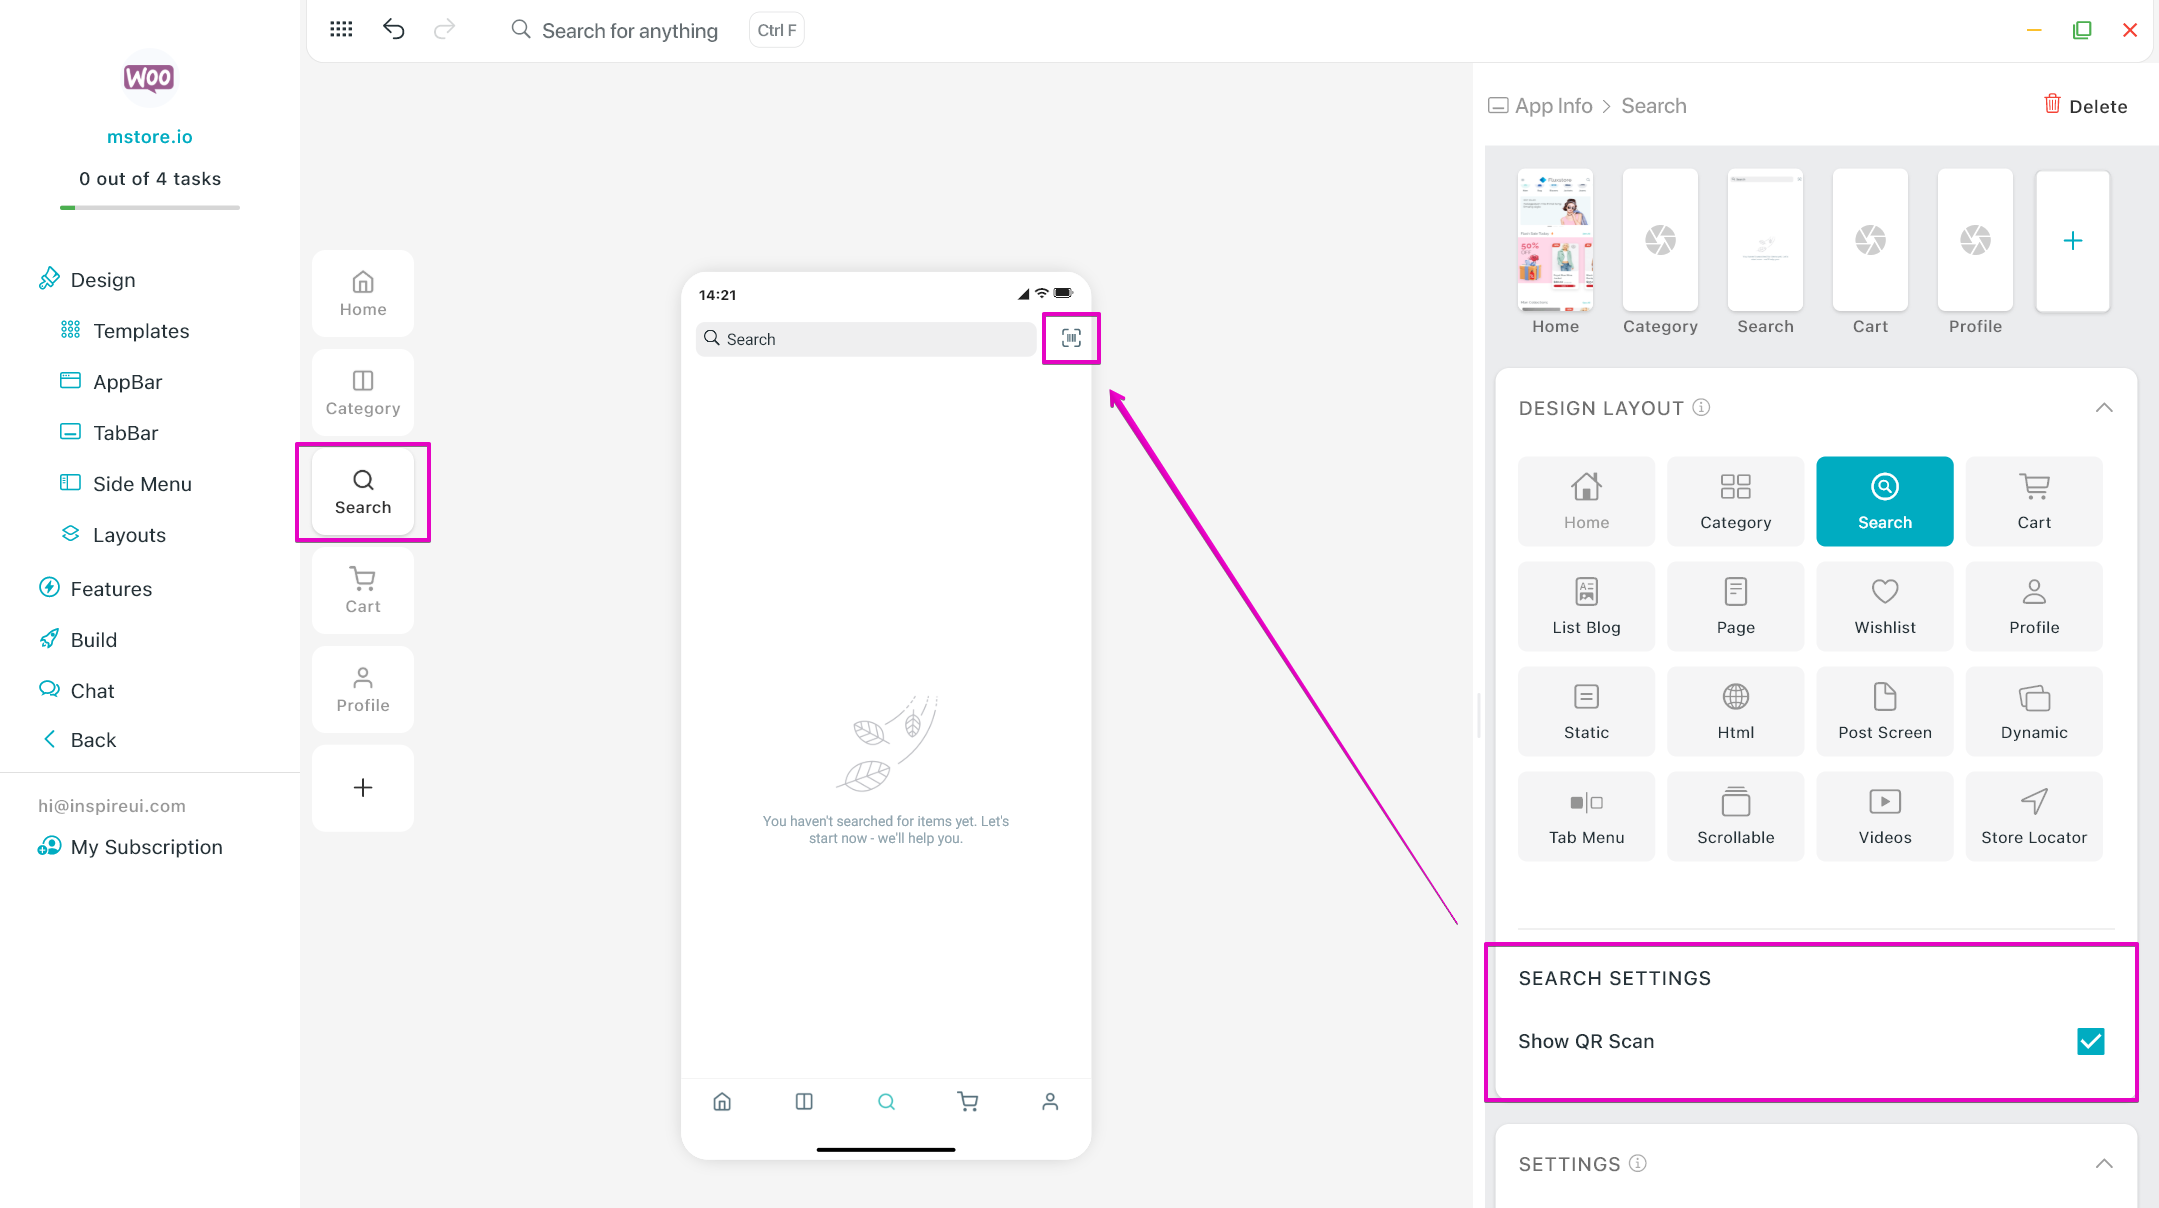 Search for anything
Ctrl F
WOO
mstore.io
0 out of 4 tasks
Design
Templates
AppBar
TabBar
Side Menu
Layouts
Features
Build
Chat
Back
hi@inspireui.com
My Subscription
Home
Category
Search
Cart
Profile
14:21
Search
You haven't searched for items yet. Let's
start now - we'll help you.
App Info > Search
Delete
50%
OFF
Home
Category
Search
Cart
Profile
DESIGN LAYOUT
Home
Category
Search
Cart
List Blog
Page
Wishlist
Profile
Static
Html
Post Screen
Dynamic
Tab Menu
Scrollable
Videos
Store Locator
SEARCH SETTINGS
Show QR Scan
SETTINGS